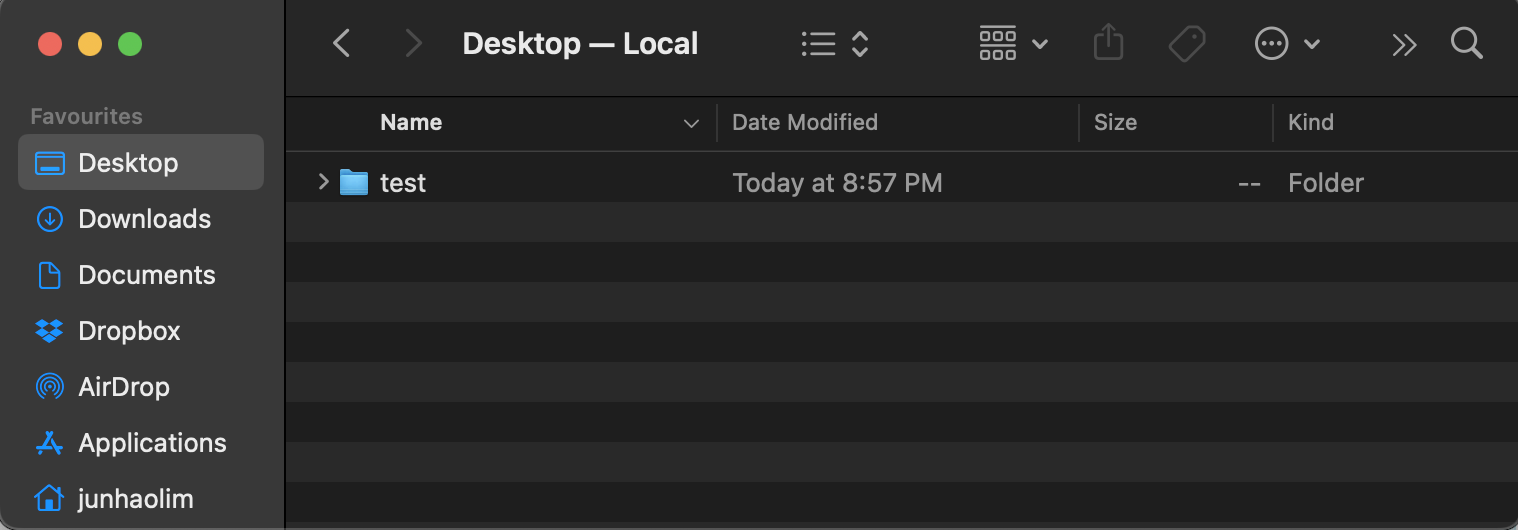 Desktop — Local
Favourites
Desktop
Downloads
Documents
Dropbox
AirDrop
Applications
junhaolim
Name Date Modified Size Kind
test Today at 8:57 PM -- Folder